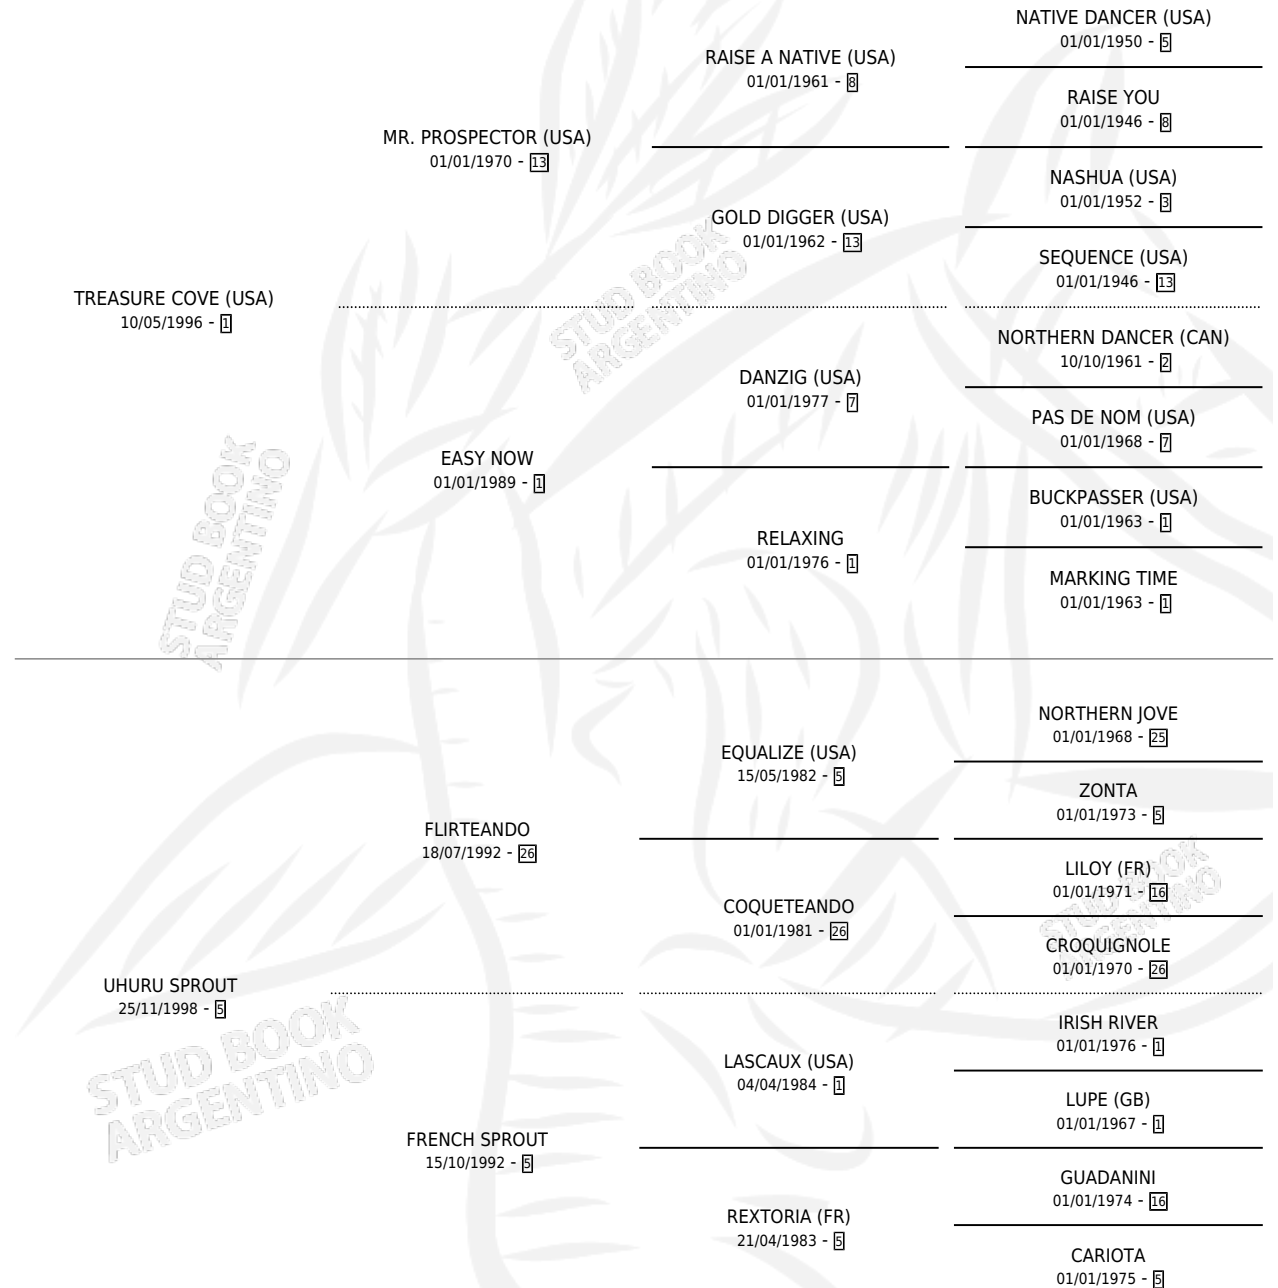 NATIVE DANCER (USA)
01/01/1950 - 5
RAISE A NATIVE (USA)
01/01/1961 - 8
RAISE YOU
01/01/1946 - 8
MR. PROSPECTOR (USA)
01/01/1970 - 13
NASHUA (USA)
01/01/1952 - 3
GOLD DIGGER (USA)
01/01/1962 - 13
SEQUENCE (USA)
01/01/1946 - 13
TREASURE COVE (USA)
10/05/1996 - 1
STUD BOOK
ARGENTINO
NORTHERN DANCER (CAN)
10/10/1961 - 2
DANZIG (USA)
01/01/1977 - 7
PAS DE NOM (USA)
01/01/1968 - 7
EASY NOW
01/01/1989 - 1
BUCKPASSER (USA)
01/01/1963 - 1
RELAXING
01/01/1976 - 1
MARKING TIME
01/01/1963 - 1
STUD BOOK
ARGENTINO
NORTHERN JOVE
01/01/1968 - 25
EQUALIZE (USA)
15/05/1982 - 5
ZONTA
01/01/1973 - 5
FLIRTEANDO
18/07/1992 - 26
LILOY (FR)
01/01/1971 - 16
COQUETEANDO
01/01/1981 - 26
CROQUIGNOLE
01/01/1970 - 26
STUD BOOK
ARGENTINO
UHURU SPROUT
25/11/1998 - 5
IRISH RIVER
01/01/1976 - 1
LASCAUX (USA)
04/04/1984 - 1
LUPE (GB)
01/01/1967 - 1
STUD BOOK
ARGENTINO
FRENCH SPROUT
15/10/1992 - 5
GUADANINI
01/01/1974 - 16
REXTORIA (FR)
21/04/1983 - 5
CARIOTA
01/01/1975 - 5